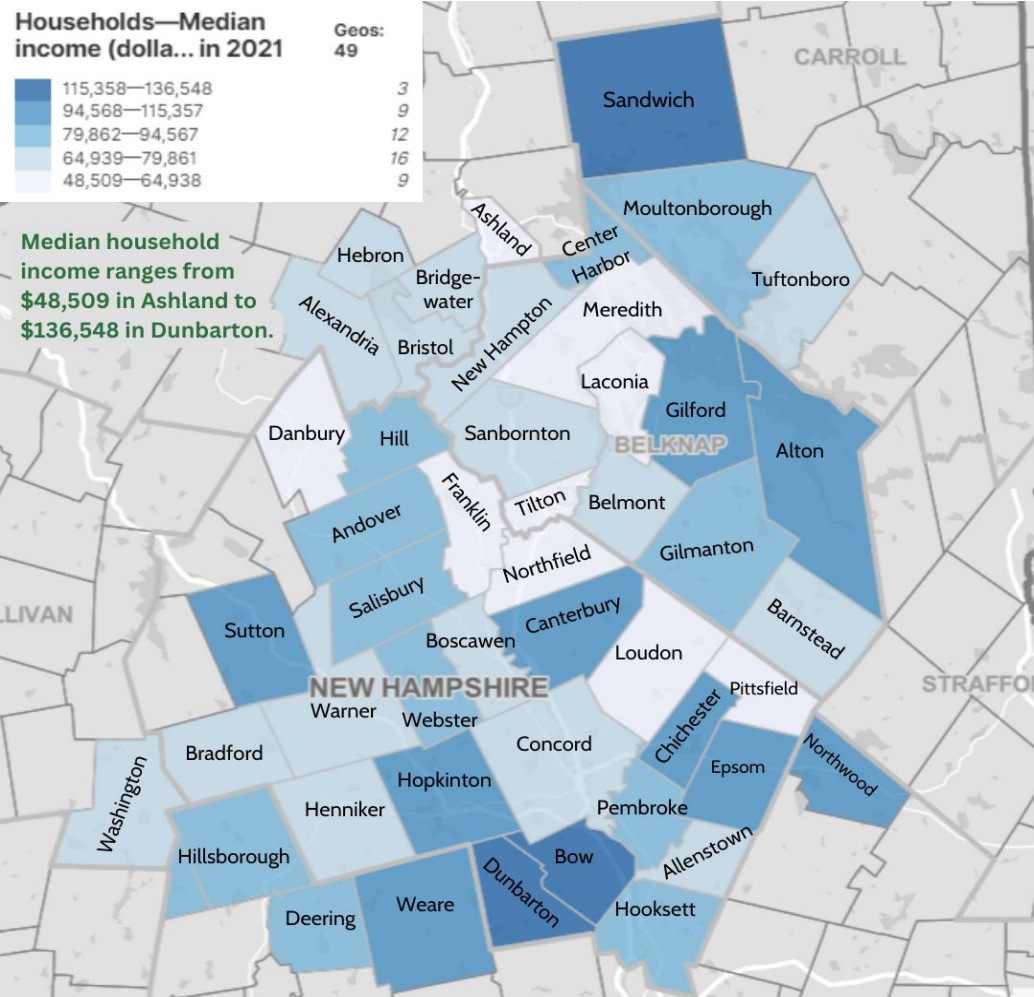 Households—Median
income (dolla... in 2021
Geos:
49
115,358—136,548 3
94,568—115,357 9
79,862—94,567 12
64,939—79,861 16
48,509—64,938 9
Median household
income ranges from
$48,509 in Ashland to
$136,548 in Dunbarton.
CARROLL
Sandwich
Moultonborough
Ashland
Center
Harbor
Tuftonboro
Hebron
Bridge-
water
Alexandria
Bristol
New Hampton
Meredith
Laconia
Gilford
BELKNAP
Alton
Danbury
Hill
Sanbornton
Franklin
Tilton
Belmont
Andover
Northfield
Gilmanton
Salisbury
Canterbury
Barnstead
LLIVAN
Sutton
Boscawen
Loudon
NEW HAMPSHIRE
Pittsfield
STRAFFO
Warner
Webster
Chichester
Concord
Bradford
Northwood
Washington
Hopkinton
Epsom
Henniker
Pembroke
Allenstown
Hillsborough
Bow
Dunbarton
Deering
Weare
Hooksett